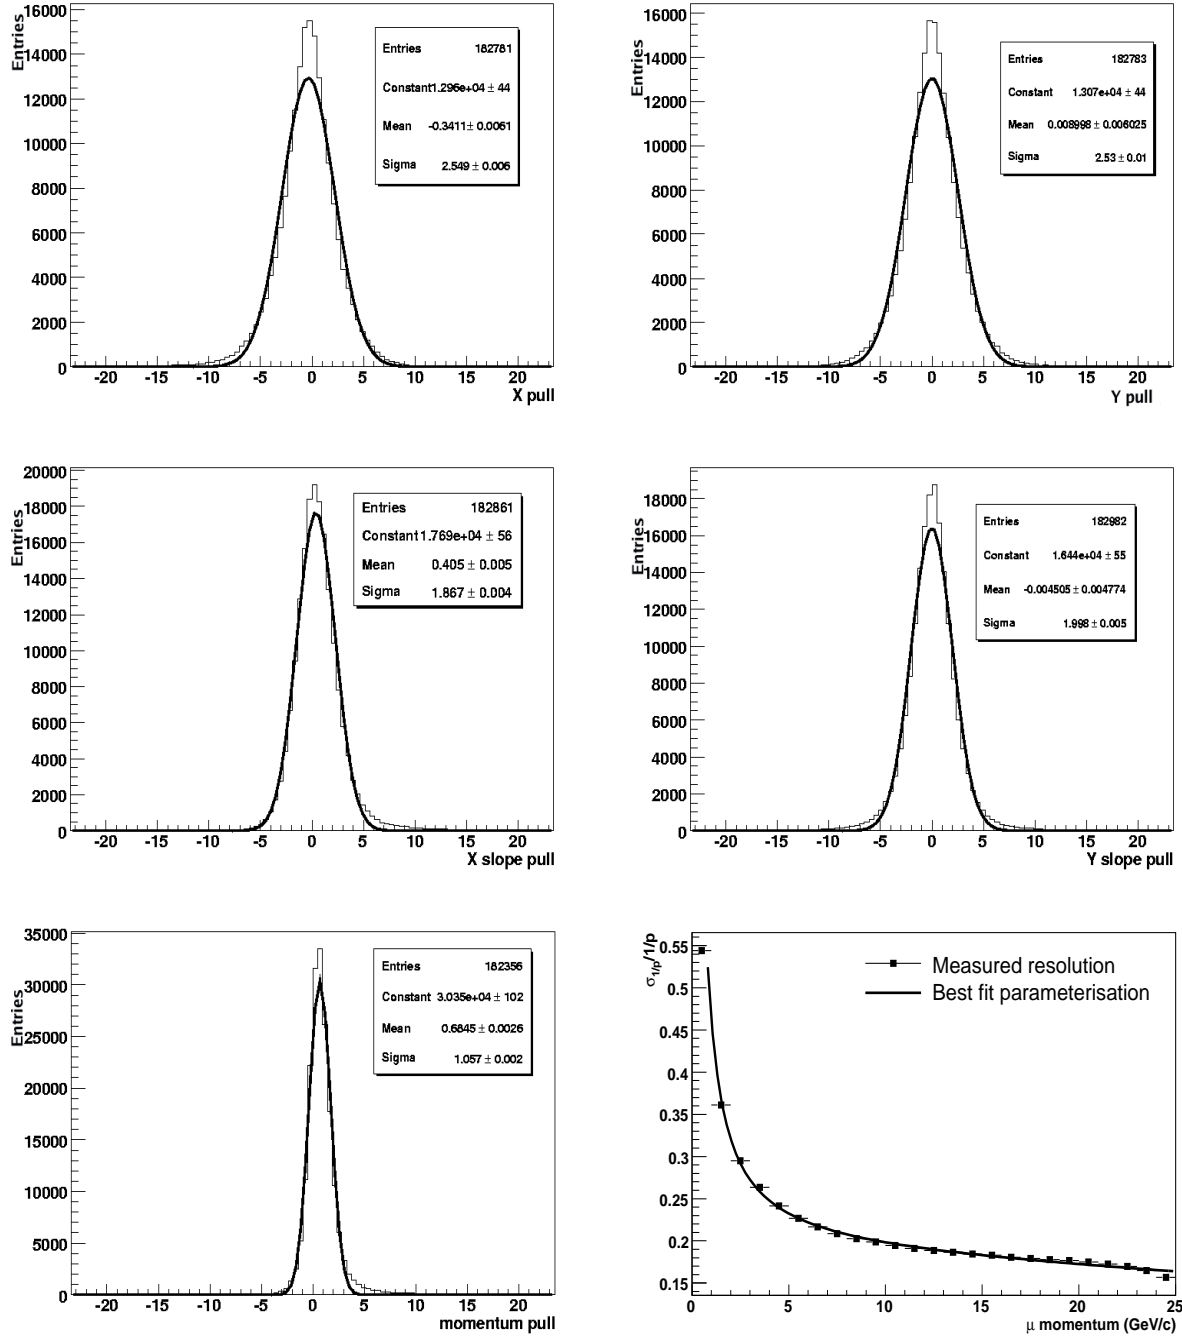 Entries
16000
14000
12000
10000
8000
6000
4000
2000
0
-20 -15 -10 -5 0 5 10 15 20
X pull
Entries 182781
Constant 1.296e+04 ± 44
Mean -0.3411 ± 0.0061
Sigma 2.549 ± 0.006
Entries
16000
14000
12000
10000
8000
6000
4000
2000
0
-20 -15 -10 -5 0 5 10 15 20
Y pull
Entries 182783
Constant 1.307e+04 ± 44
Mean 0.008998 ± 0.006025
Sigma 2.53 ± 0.01
Entries
20000
18000
16000
14000
12000
10000
8000
6000
4000
2000
0
-20 -15 -10 -5 0 5 10 15 20
X slope pull
Entries 182861
Constant 1.769e+04 ± 56
Mean 0.405 ± 0.005
Sigma 1.867 ± 0.004
Entries
18000
16000
14000
12000
10000
8000
6000
4000
2000
0
-20 -15 -10 -5 0 5 10 15 20
Y slope pull
Entries 182982
Constant 1.644e+04 ± 55
Mean -0.004505 ± 0.004774
Sigma 1.998 ± 0.005
Entries
35000
30000
25000
20000
15000
10000
5000
0
-20 -15 -10 -5 0 5 10 15 20
momentum pull
Entries 182356
Constant 3.035e+04 ± 102
Mean 0.6845 ± 0.0026
Sigma 1.057 ± 0.002
σ1/p/1/p
0.55
0.5
0.45
0.4
0.35
0.3
0.25
0.2
0.15
0 5 10 15 20 25
μ momentum (GeV/c)
Measured resolution
Best fit parameterisation